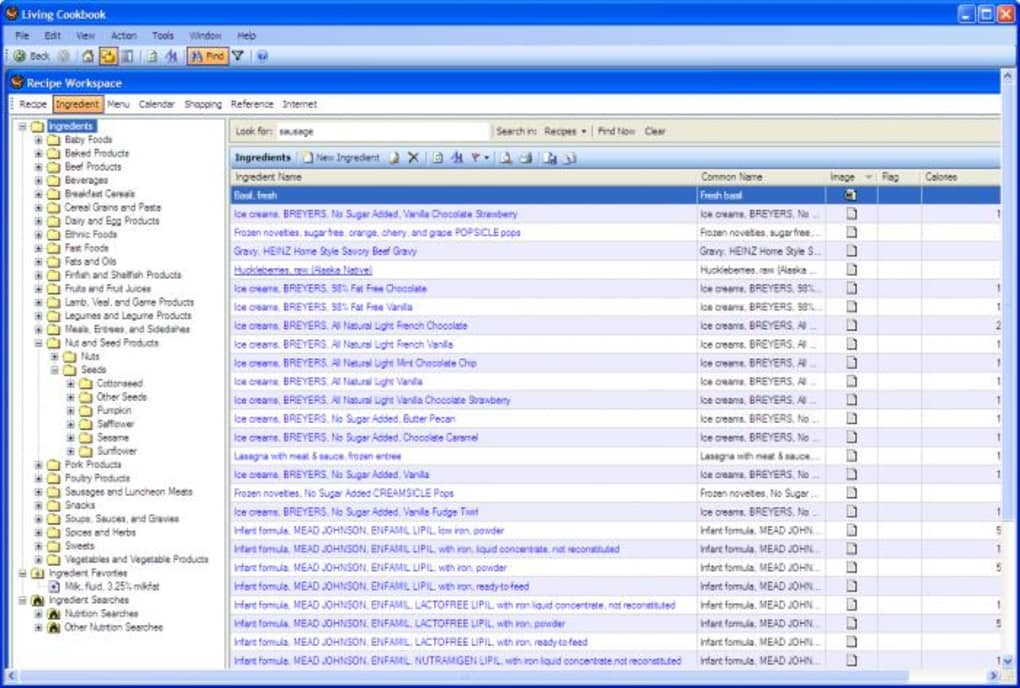 Living Cookbook
File Edit View Action Tools Window Help
Back Find
Recipe Workspace
Recipe Ingredient Menu Calendar Shopping Reference Internet
Ingredients
Baby Foods
Baked Products
Beef Products
Beverages
Breakfast Cereals
Cereal Grains and Pasta
Dairy and Egg Products
Ethnic Foods
Fast Foods
Fats and Oils
Finfish and Shellfish Products
Fruits and Fruit Juices
Lamb, Veal, and Game Products
Legumes and Legume Products
Meals, Entrees, and Sidedishes
Nut and Seed Products
Nuts
Seeds
Cottonseed
Other Seeds
Pumpkin
Safflower
Sesame
Sunflower
Pork Products
Poultry Products
Sausages and Luncheon Meats
Snacks
Soups, Sauces, and Gravies
Spices and Herbs
Sweets
Vegetables and Vegetable Products
Ingredient Favorites
Milk, fluid, 3.25% milkfat
Ingredient Searches
Nutrition Searches
Other Nutrition Searches
Look for: sausage Search in: Recipes Find Now Clear
Ingredients New Ingredient
Ingredient Name Common Name Image Flag Calories
Basil, fresh Fresh basil
Ice creams, BREYERS, No Sugar Added, Vanilla Chocolate Strawberry Ice creams, BREYERS, No ... 1
Frozen novelties, sugar free, orange, cherry, and grape POPSICLE pops Frozen novelties, sugar free, ...
Gravy, HEINZ Home Style Savory Beef Gravy Gravy, HEINZ Home Style S...
Huckleberries, raw (Alaska Native) Huckleberries, raw (Alaska ...
Ice creams, BREYERS, 98% Fat Free Chocolate Ice creams, BREYERS, 98%... 1
Ice creams, BREYERS, 98% Fat Free Vanilla Ice creams, BREYERS, 98%... 1
Ice creams, BREYERS, All Natural Light French Chocolate Ice creams, BREYERS, All ... 2
Ice creams, BREYERS, All Natural Light French Vanilla Ice creams, BREYERS, All ... 1
Ice creams, BREYERS, All Natural Light Mint Chocolate Chip Ice creams, BREYERS, All ... 1
Ice creams, BREYERS, All Natural Light Vanilla Ice creams, BREYERS, All ... 1
Ice creams, BREYERS, All Natural Light Vanilla Chocolate Strawberry Ice creams, BREYERS, All ... 1
Ice creams, BREYERS, No Sugar Added, Butter Pecan Ice creams, BREYERS, No ... 1
Ice creams, BREYERS, No Sugar Added, Chocolate Caramel Ice creams, BREYERS, No ... 1
Lasagna with meat & sauce, frozen entree Lasagna with meat & sauce, ... 1
Ice creams, BREYERS, No Sugar Added, Vanilla Ice creams, BREYERS, No ... 1
Frozen novelties, No Sugar Added CREAMSICLE Pops Frozen novelties, No Sugar ...
Ice creams, BREYERS, No Sugar Added, Vanilla Fudge Twirl Ice creams, BREYERS, No ... 1
Infant formula, MEAD JOHNSON, ENFAMIL LIPIL, low iron, powder Infant formula, MEAD JOHN... 5
Infant formula, MEAD JOHNSON, ENFAMIL LIPIL, with iron, liquid concentrate, not reconstituted Infant formula, MEAD JOHN... 1
Infant formula, MEAD JOHNSON, ENFAMIL LIPIL, with iron, powder Infant formula, MEAD JOHN... 5
Infant formula, MEAD JOHNSON, ENFAMIL LIPIL, with iron, ready-to-feed Infant formula, MEAD JOHN...
Infant formula, MEAD JOHNSON, ENFAMIL, LACTOFREE LIPIL, with iron liquid concentrate, not reconstituted Infant formula, MEAD JOHN... 1
Infant formula, MEAD JOHNSON, ENFAMIL, LACTOFREE LIPIL, with iron, powder Infant formula, MEAD JOHN... 5
Infant formula, MEAD JOHNSON, ENFAMIL, LACTOFREE LIPIL, with iron, ready-to-feed Infant formula, MEAD JOHN...
Infant formula, MEAD JOHNSON, ENFAMIL, NUTRAMIGEN LIPIL, with iron liquid concentrate,not reconstituted Infant formula, MEAD JOHN... 1